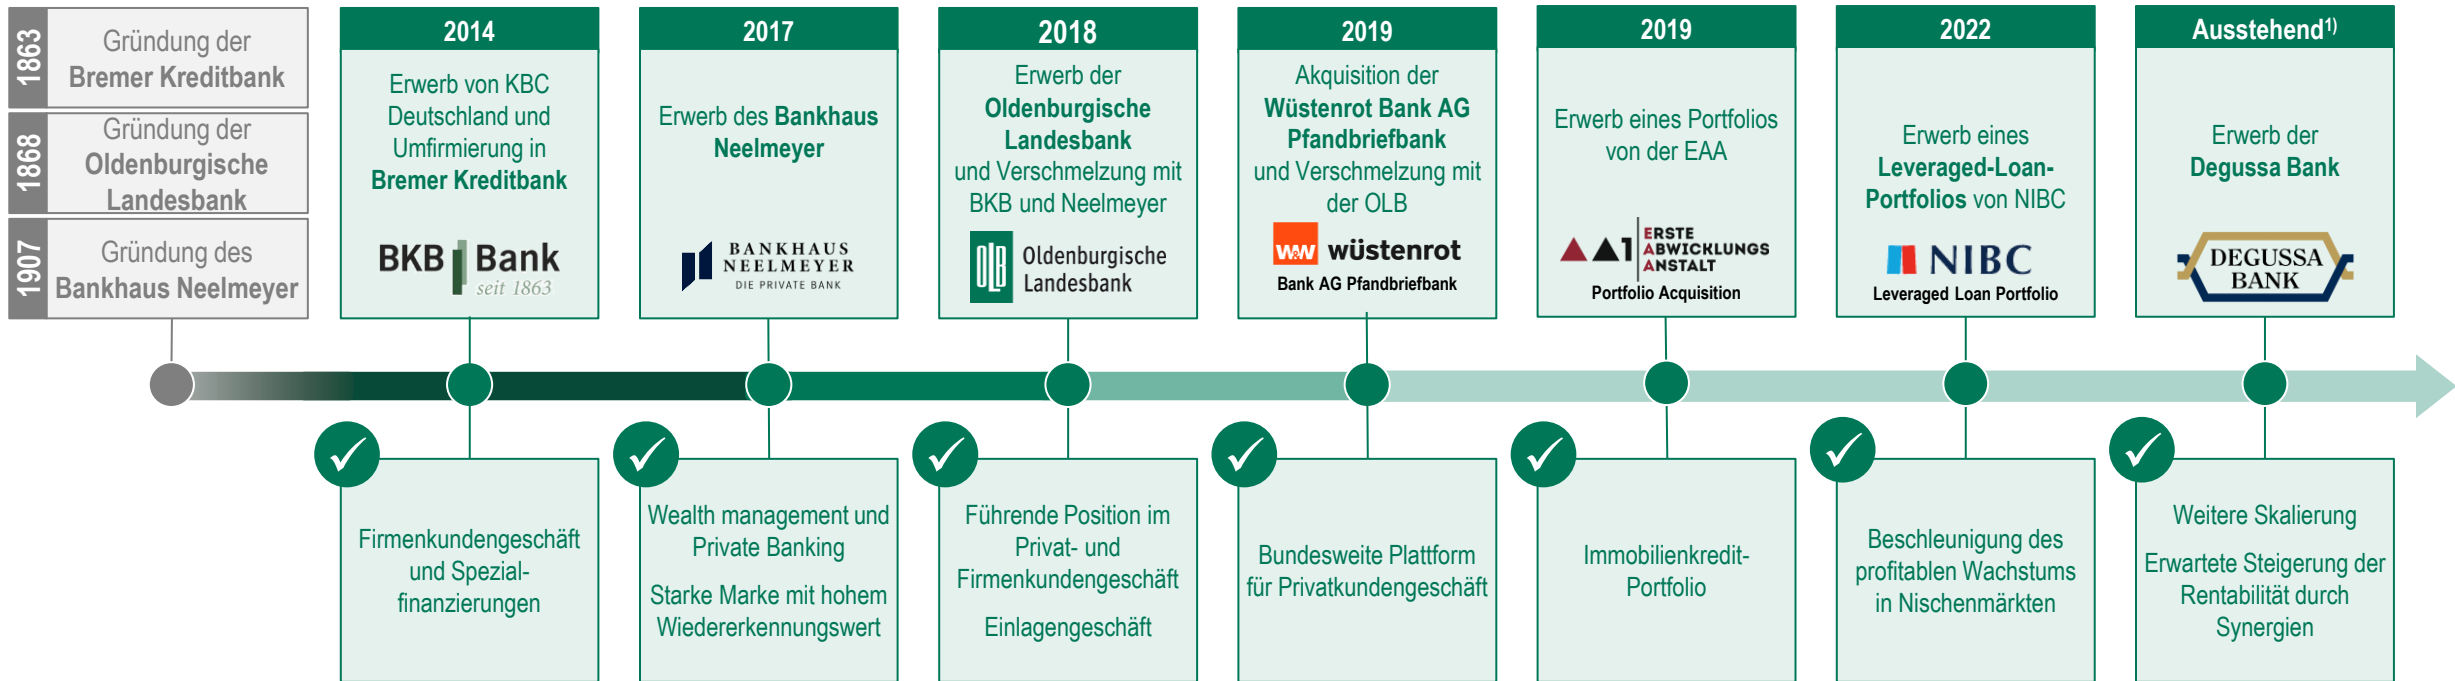 1863
Gründung der
Bremer Kreditbank
1868
Gründung der
Oldenburgische
Landesbank
1907
Gründung des
Bankhaus Neelmeyer
2014
Erwerb von KBC
Deutschland und
Umfirmierung in
Bremer Kreditbank
BKB Bank
seit 1863
2017
Erwerb des Bankhaus
Neelmeyer
BANKHAUS
NEELMEYER
DIE PRIVATE BANK
2018
Erwerb der
Oldenburgische
Landesbank
und Verschmelzung mit
BKB und Neelmeyer
OLB
Oldenburgische
Landesbank
2019
Akquisition der
Wüstenrot Bank AG
Pfandbriefbank
und Verschmelzung mit
der OLB
W&W wüstenrot
Bank AG Pfandbriefbank
2019
Erwerb eines Portfolios
von der EAA
ERSTE
ABWICKLUNGS
ANSTALT
Portfolio Acquisition
2022
Erwerb eines
Leveraged-Loan-
Portfolios von NIBC
NIBC
Leveraged Loan Portfolio
Ausstehend1)
Erwerb der
Degussa Bank
DEGUSSA
BANK
Firmenkundengeschäft
und Spezial-
finanzierungen
Wealth management und
Private Banking
Starke Marke mit hohem
Wiedererkennungswert
Führende Position im
Privat- und
Firmenkundengeschäft
Einlagengeschäft
Bundesweite Plattform
für Privatkundengeschäft
Immobilienkredit-
Portfolio
Beschleunigung des
profitablen Wachstums
in Nischenmärkten
Weitere Skalierung
Erwartete Steigerung der
Rentabilität durch
Synergien